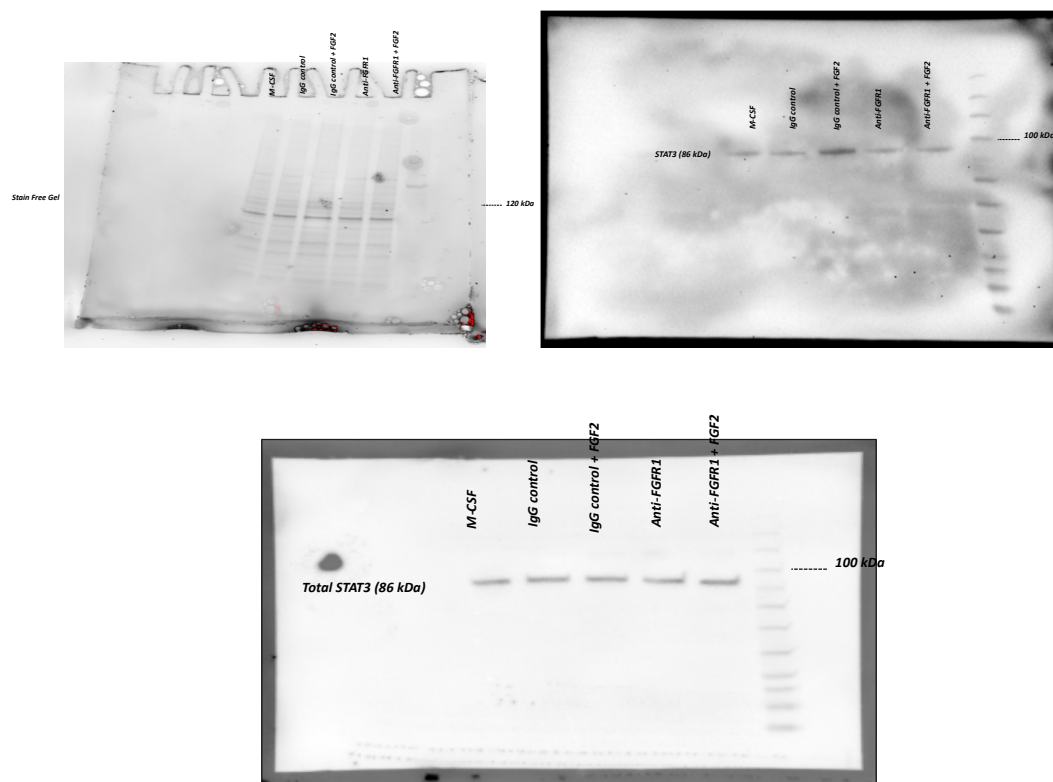 M-CSF
IgG control
IgG control + FGF2
Anti-FGFR1
Anti-FGFR1 + FGF2
Stain Free Gel
120 kDa
M-CSF
IgG control
IgG control + FGF2
Anti-FGFR1
Anti-FGFR1 + FGF2
100 kDa
STAT3 (86 kDa)
M-CSF
IgG control
IgG control + FGF2
Anti-FGFR1
Anti-FGFR1 + FGF2
100 kDa
Total STAT3 (86 kDa)